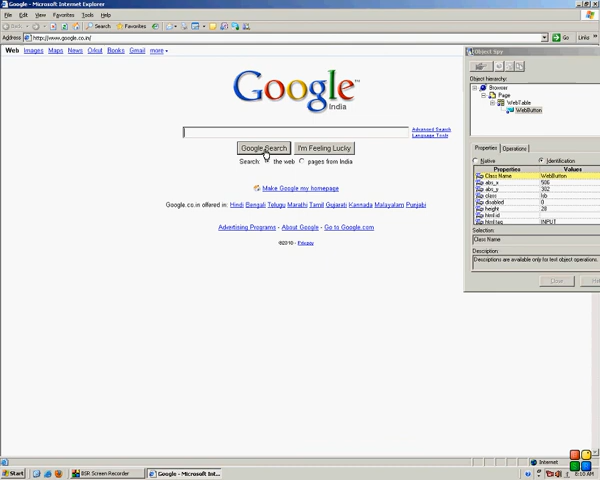 Google - Microsoft Internet Explorer
File Edit View Favorites Tools Help
Back Search Favorites
Address http://www.google.co.in/ Go Links
Web Images Maps News Orkut Books Gmail more
Google
India
Advanced Search
Language Tools
Google Search I'm Feeling Lucky
Search: the web pages from India
Make Google my homepage
Google.co.in offered in: Hindi Bengali Telugu Marathi Tamil Gujarati Kannada Malayalam Punjabi
Advertising Programs - About Google - Go to Google.com
©2010 - Privacy
Object Spy
Object hierarchy:
Browser
Page
WebTable
WebButton
Properties Operations
Native Identification
Properties Values
Class Name WebButton
abs_x 506
abs_y 302
class lsb
disabled 0
height 28
html id
html tag INPUT
Selection
Class Name
Description:
Descriptions are available only for test object operations.
Close
Internet
Start BSR Screen Recorder Google - Microsoft Int... 8:10 AM